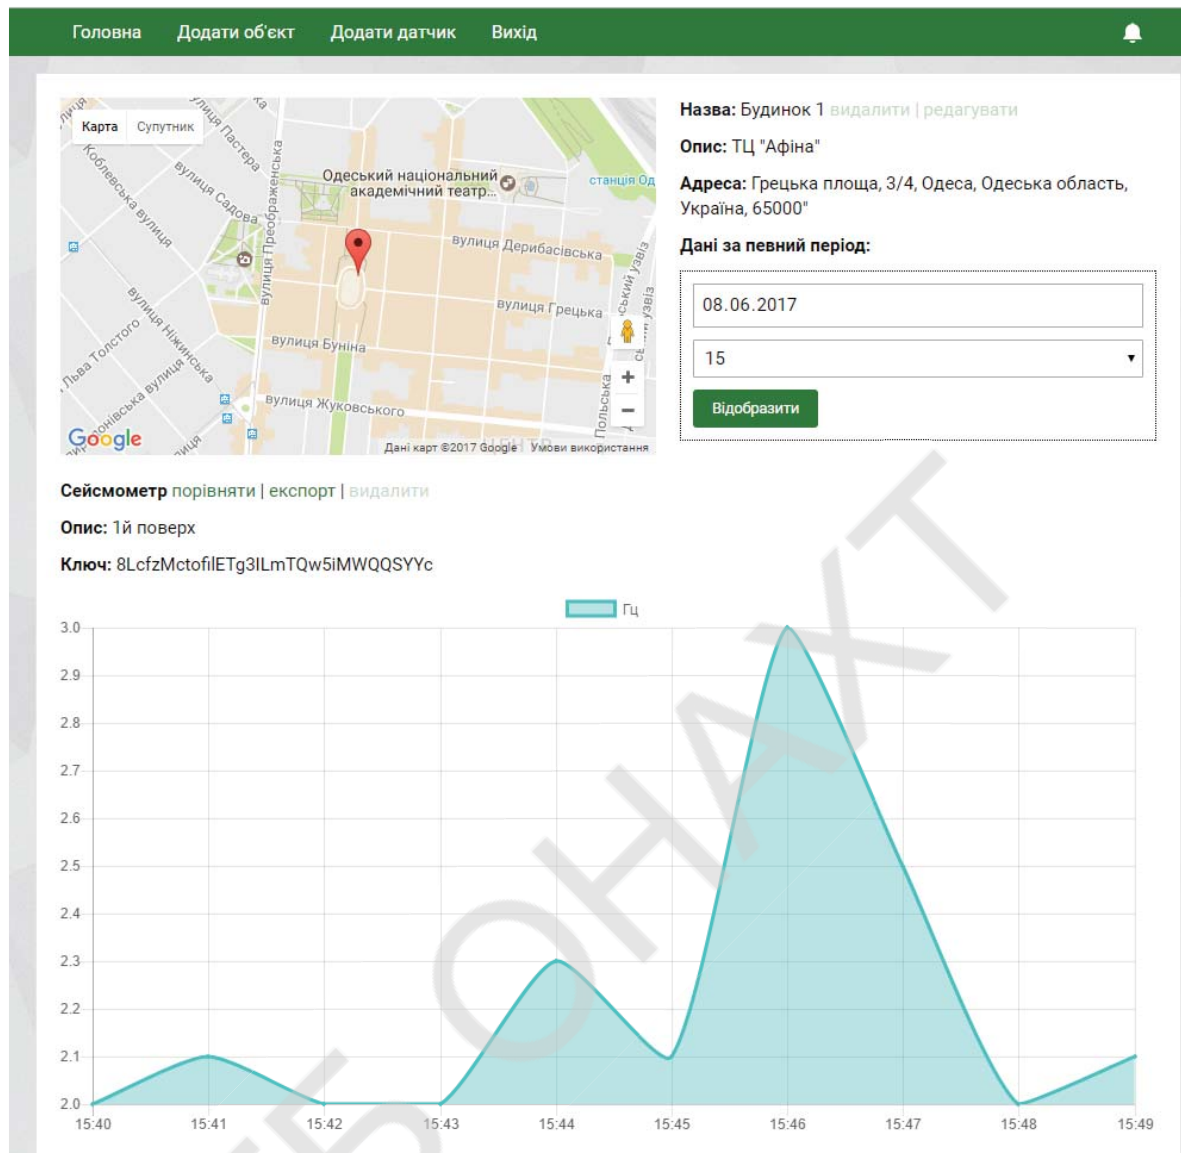 Головна Додати об'єкт Додати датчик Вихід
Карта Супутник
вулиця Пастера
Коблевська вулиця
вулиця Садова
вулиця Преображенська
Одеський національний
академічний театр...
станція Од
вулиця Дерибасівська
вулиця Грецька
вулиця Буніна
вулиця Ніжинська
Льва Толстого
вулиця Жуковського
Польська
ЦЕНТР
Google
Дані карт ©2017 Google Умови використання
Назва: Будинок 1 видалити | редагувати
Опис: ТЦ "Афіна"
Адреса: Грецька площа, 3/4, Одеса, Одеська область,
Україна, 65000"
Дані за певний період:
08.06.2017
15
Відобразити
Сейсмометр порівняти | експорт | видалити
Опис: 1й поверх
Ключ: 8LcfzMctofilETg3ILmTQw5iMWQQSYYc
Гц
3.0
2.9
2.8
2.7
2.6
2.5
2.4
2.3
2.2
2.1
2.0
15:40 15:41 15:42 15:43 15:44 15:45 15:46 15:47 15:48 15:49
ОНАХТ